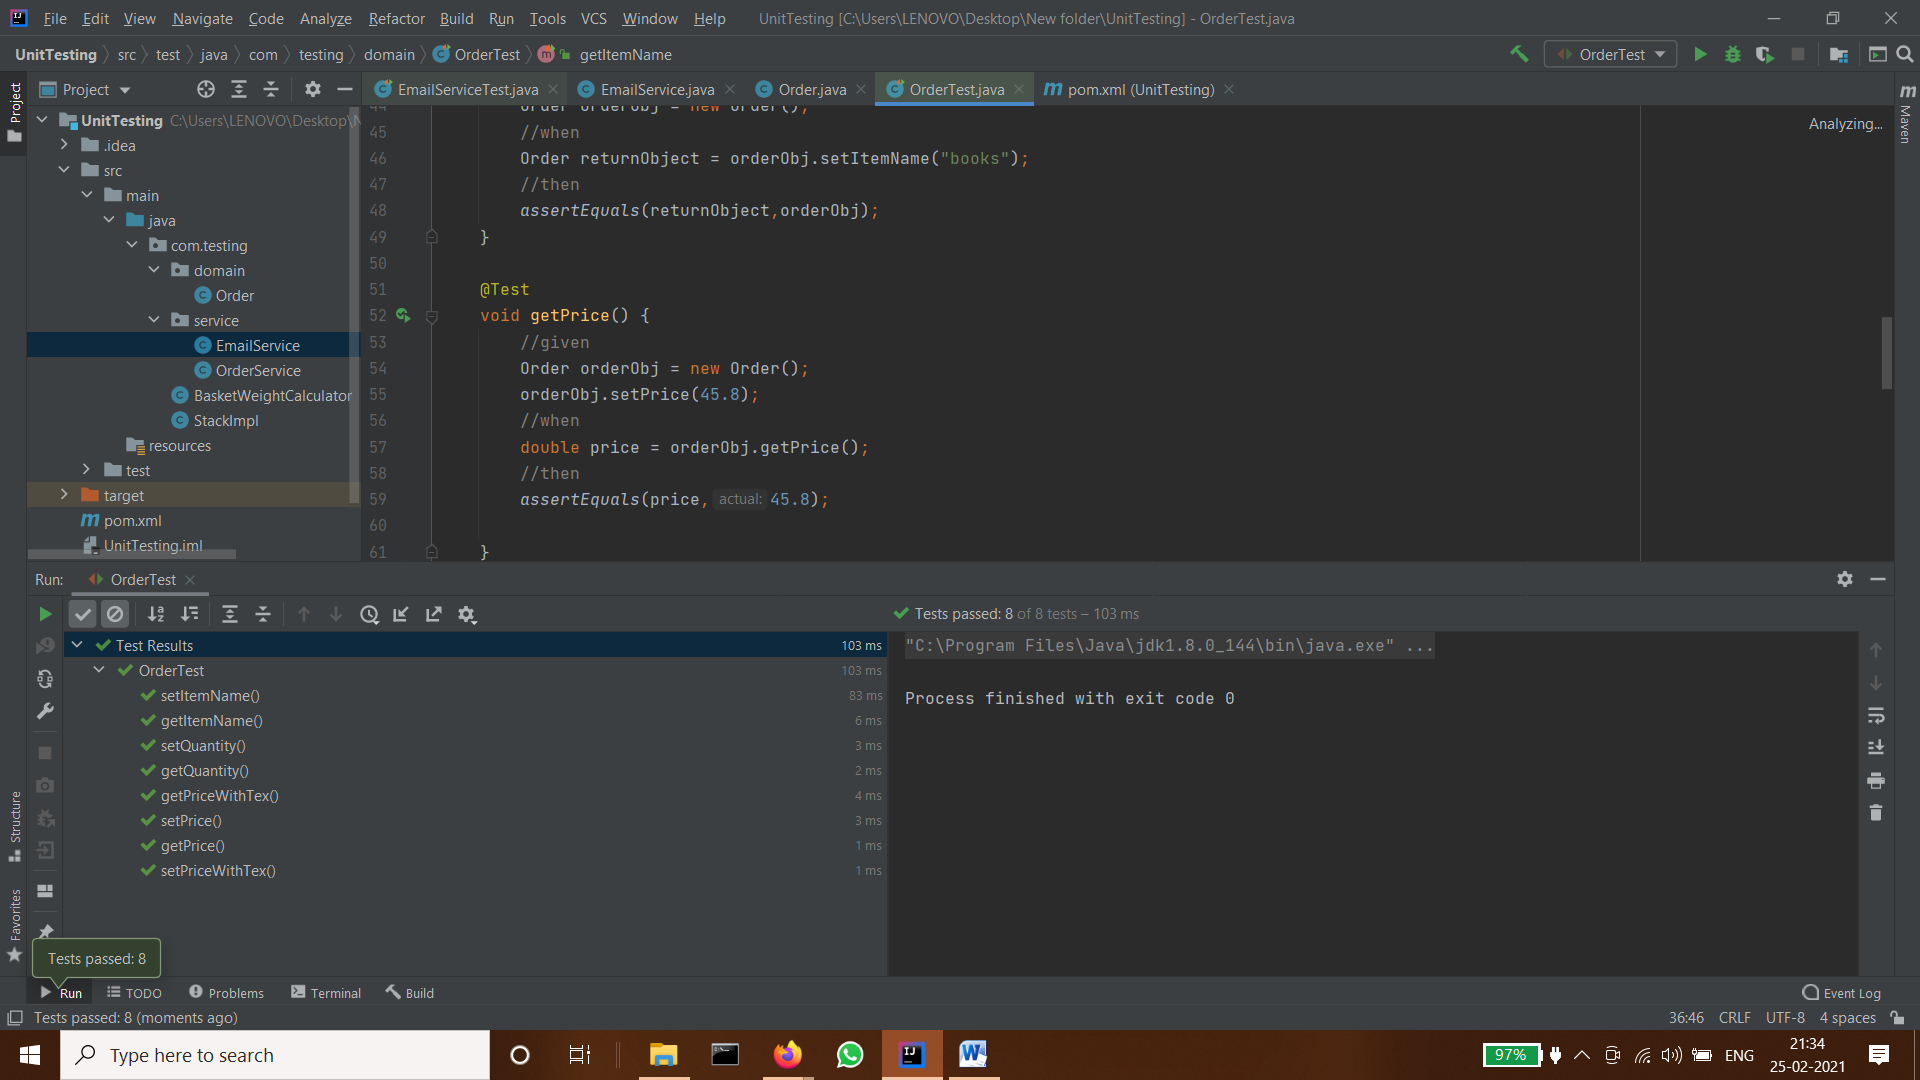 File Edit View Navigate Code Analyze Refactor Build Run Tools VCS Window Help UnitTesting [C:\Users\LENOVO\Desktop\New folder\UnitTesting] - OrderTest.java
UnitTesting src test java com testing domain OrderTest m getItemName OrderTest
Project EmailServiceTest.java EmailService.java Order.java OrderTest.java pom.xml (UnitTesting)
Project
Maven
Analyzing...
UnitTesting C:\Users\LENOVO\Desktop\N
.idea
src
main
java
com.testing
domain
Order
service
EmailService
OrderService
BasketWeightCalculator
StackImpl
resources
test
target
pom.xml
UnitTesting.iml
44 Order orderObj = new Order();
45 //when
46 Order returnObject = orderObj.setItemName("books");
47 //then
48 assertEquals(returnObject,orderObj);
49 }
50
51 @Test
52 void getPrice() {
53 //given
54 Order orderObj = new Order();
55 orderObj.setPrice(45.8);
56 //when
57 double price = orderObj.getPrice();
58 //then
59 assertEquals(price, actual: 45.8);
60
61 }
Run: OrderTest
Tests passed: 8 of 8 tests – 103 ms
Test Results 103 ms
OrderTest 103 ms
setItemName() 83 ms
getItemName() 6 ms
setQuantity() 3 ms
getQuantity() 2 ms
getPriceWithTex() 4 ms
setPrice() 3 ms
getPrice() 1 ms
setPriceWithTex() 1 ms
"C:\Program Files\Java\jdk1.8.0_144\bin\java.exe" ...
Process finished with exit code 0
Structure
Favorites
Tests passed: 8
Run TODO Problems Terminal Build Event Log
Tests passed: 8 (moments ago) 36:46 CRLF UTF-8 4 spaces
Type here to search
97% ENG 21:34
25-02-2021